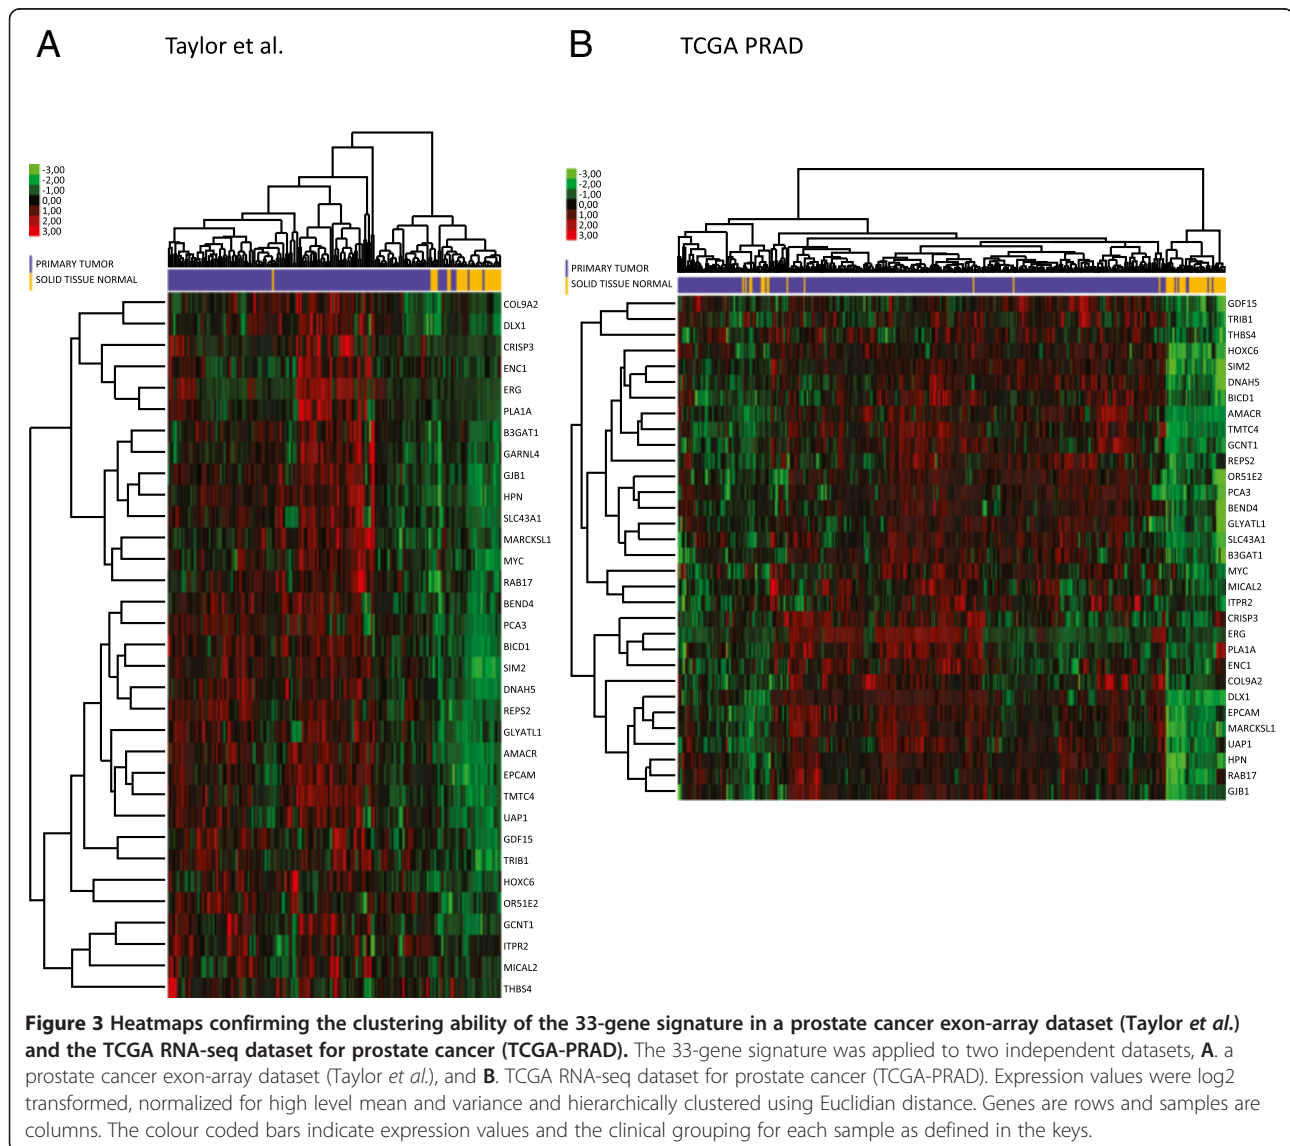 A
Taylor et al.
B
TCGA PRAD
-3,00
-2,00
-1,00
0,00
1,00
2,00
3,00
PRIMARY TUMOR
SOLID TISSUE NORMAL
COL9A2
DLX1
CRISP3
ENC1
ERG
PLA1A
B3GAT1
GARNL4
GJB1
HPN
SLC43A1
MARCKSL1
MYC
RAB17
BEND4
PCA3
BICD1
SIM2
DNAH5
REPS2
GLYATL1
AMACR
EPCAM
TMTC4
UAP1
GDF15
TRIB1
HOXC6
OR51E2
GCNT1
ITPR2
MICAL2
THBS4
-3,00
-2,00
-1,00
0,00
1,00
2,00
3,00
PRIMARY TUMOR
SOLID TISSUE NORMAL
GDF15
TRIB1
THBS4
HOXC6
SIM2
DNAH5
BICD1
AMACR
TMTC4
GCNT1
REPS2
OR51E2
PCA3
BEND4
GLYATL1
SLC43A1
B3GAT1
MYC
MICAL2
ITPR2
CRISP3
ERG
PLA1A
ENC1
COL9A2
DLX1
EPCAM
MARCKSL1
UAP1
HPN
RAB17
GJB1
Figure 3 Heatmaps confirming the clustering ability of the 33-gene signature in a prostate cancer exon-array dataset (Taylor et al.)
and the TCGA RNA-seq dataset for prostate cancer (TCGA-PRAD). The 33-gene signature was applied to two independent datasets, A. a
prostate cancer exon-array dataset (Taylor et al.), and B. TCGA RNA-seq dataset for prostate cancer (TCGA-PRAD). Expression values were log2
transformed, normalized for high level mean and variance and hierarchically clustered using Euclidian distance. Genes are rows and samples are
columns. The colour coded bars indicate expression values and the clinical grouping for each sample as defined in the keys.